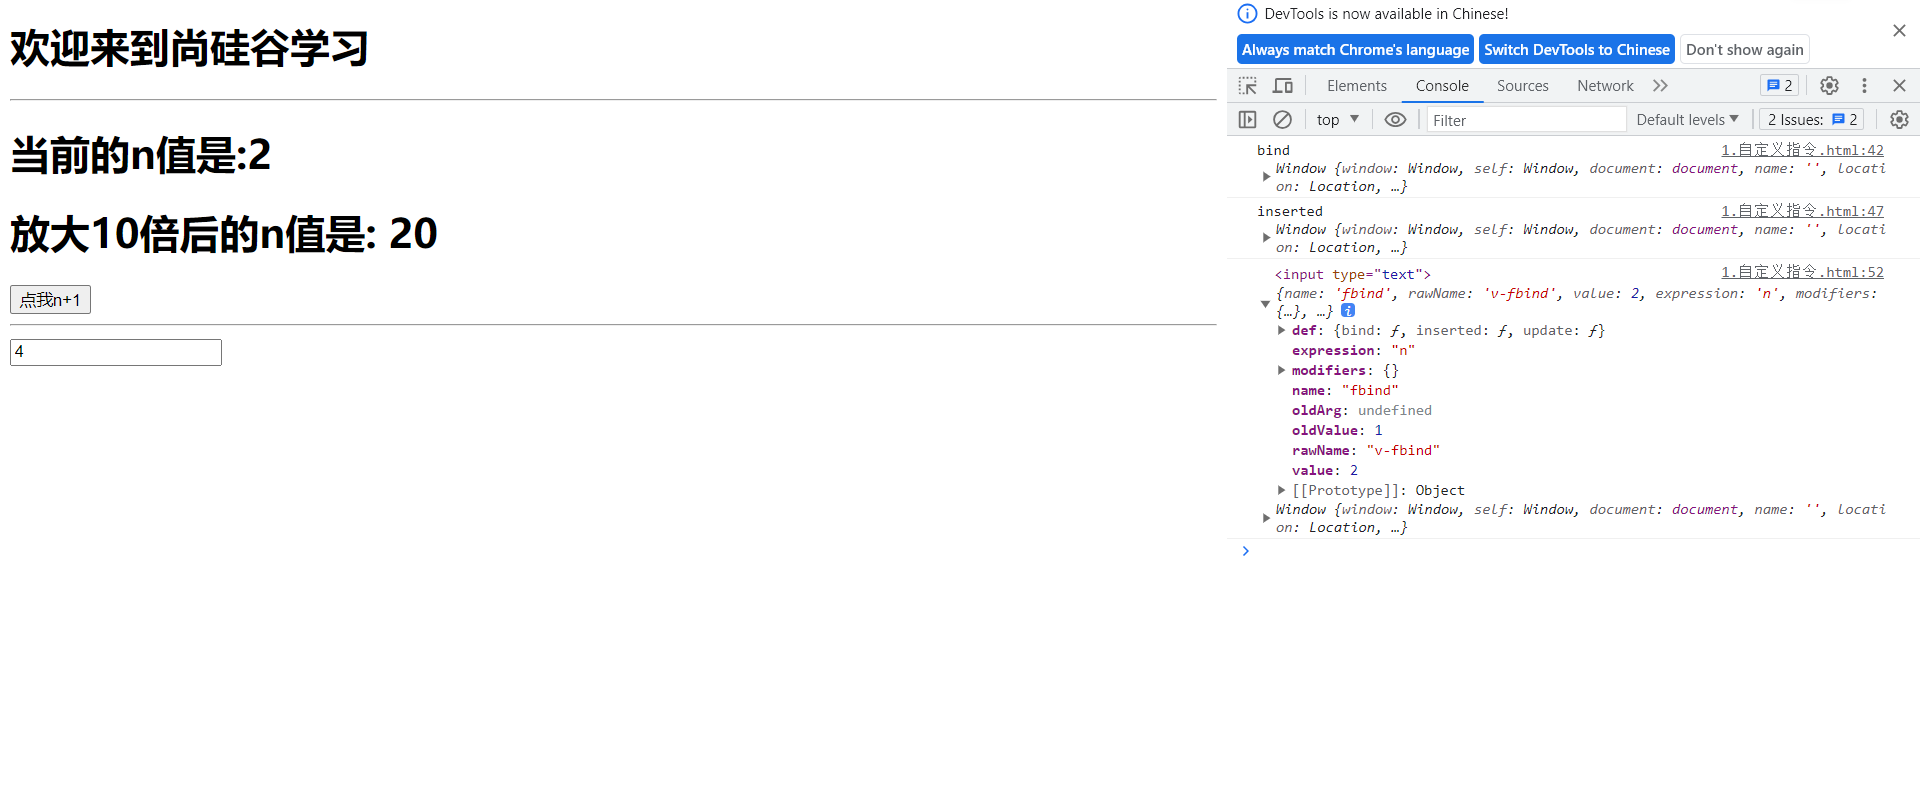 欢迎来到尚硅谷学习
当前的n值是:2
放大10倍后的n值是: 20
点我n+1
4
DevTools is now available in Chinese!
Always match Chrome's language Switch DevTools to Chinese Don't show again
Elements Console Sources Network 2
top Filter Default levels 2 Issues: 2
bind 1.自定义指令.html:42
Window {window: Window, self: Window, document: document, name: '', locati
on: Location, …}
inserted 1.自定义指令.html:47
Window {window: Window, self: Window, document: document, name: '', locati
on: Location, …}
<input type="text"> 1.自定义指令.html:52
{name: 'fbind', rawName: 'v-fbind', value: 2, expression: 'n', modifiers:
{…}, …}
def: {bind: ƒ, inserted: ƒ, update: ƒ}
expression: "n"
modifiers: {}
name: "fbind"
oldArg: undefined
oldValue: 1
rawName: "v-fbind"
value: 2
[[Prototype]]: Object
Window {window: Window, self: Window, document: document, name: '', locati
on: Location, …}